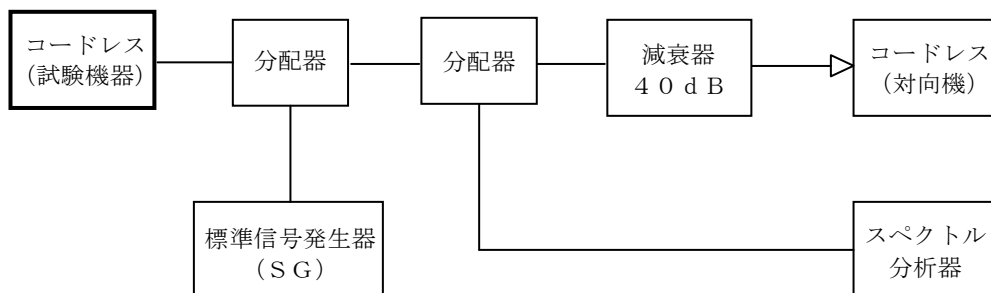 コードレス
（試験機器）
分配器
分配器
減衰器
４０ｄＢ
コードレス
（対向機）
標準信号発生器
（ＳＧ）
スペクトル
分析器